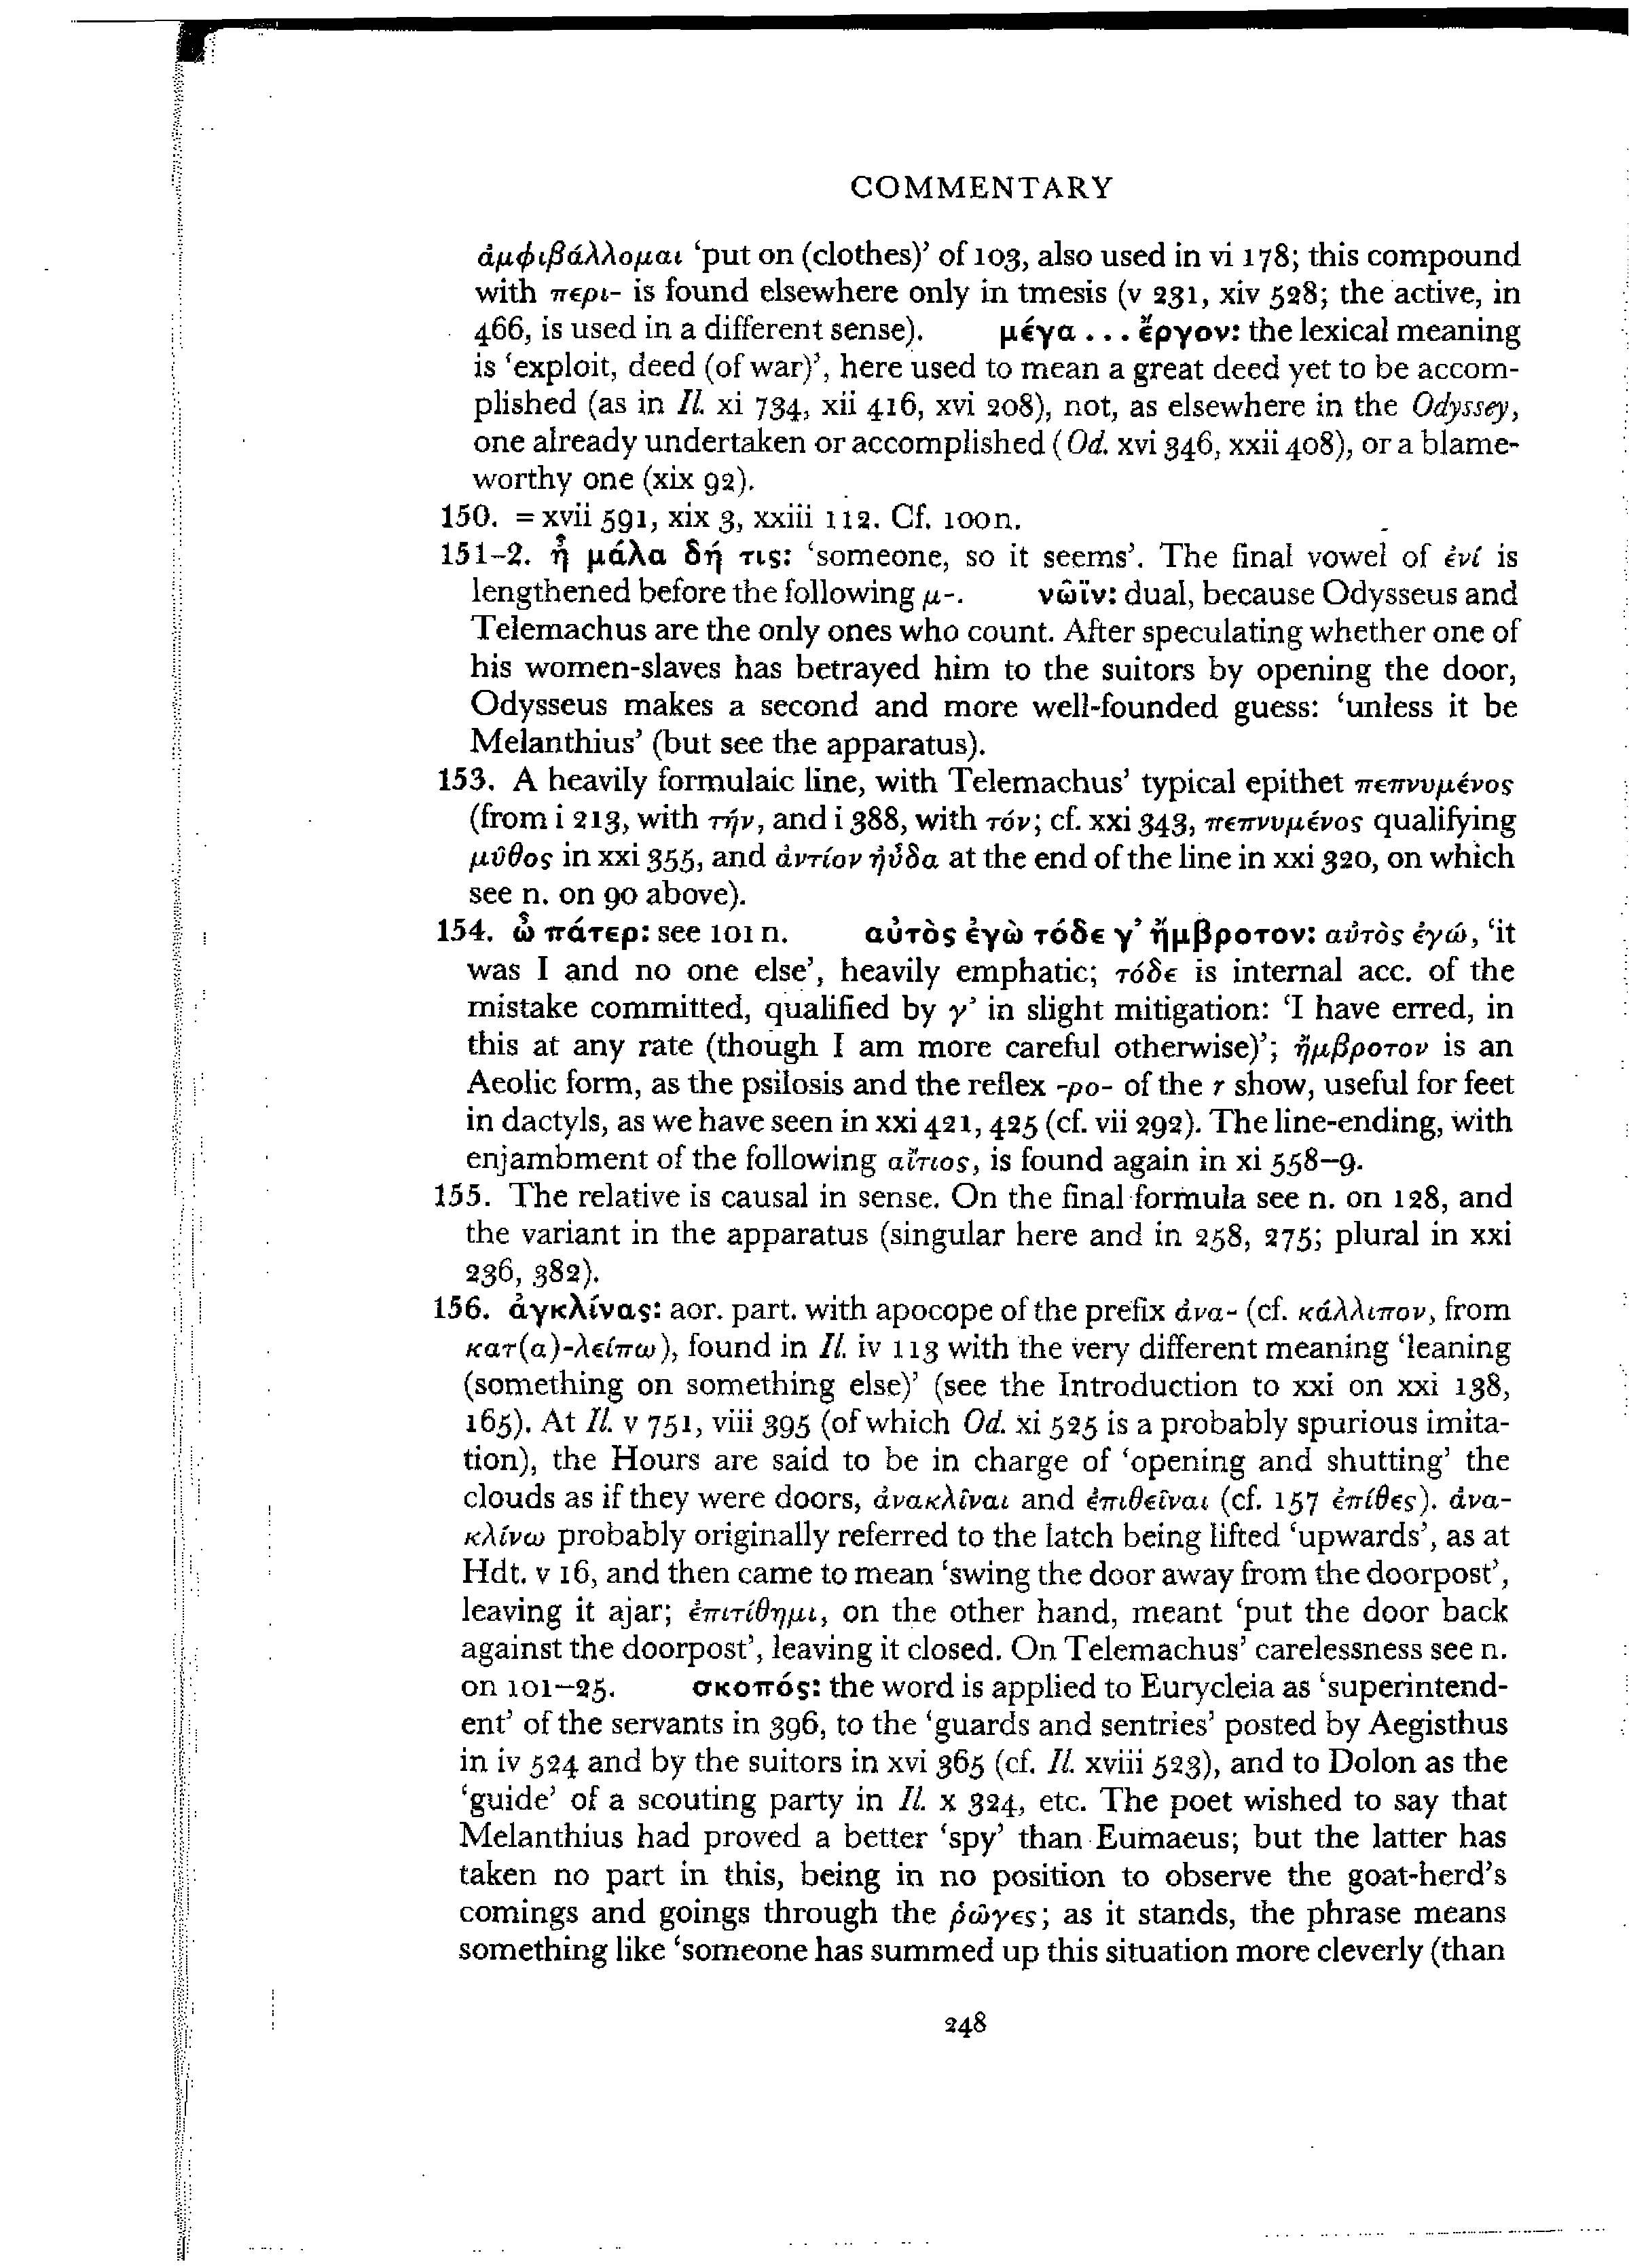 COMMENTARY
ἀμφιβάλλομαι ‘put on (clothes)’ of 103, also used in vi 178; this compound
with περι- is found elsewhere only in tmesis (v 231, xiv 528; the active, in
466, is used in a different sense). μέγα . . . ἔργον: the lexical meaning
is ‘exploit, deed (of war)’, here used to mean a great deed yet to be accom-
plished (as in Il. xi 734, xii 416, xvi 208), not, as elsewhere in the Odyssey,
one already undertaken or accomplished (Od. xvi 346, xxii 408), or a blame-
worthy one (xix 92).
150. = xvii 591, xix 3, xxiii 112. Cf. 100n.
151–2. ἦ μάλα δή τις: ‘someone, so it seems’. The final vowel of ἐνί is
lengthened before the following μ-. νῶϊν: dual, because Odysseus and
Telemachus are the only ones who count. After speculating whether one of
his women-slaves has betrayed him to the suitors by opening the door,
Odysseus makes a second and more well-founded guess: ‘unless it be
Melanthius’ (but see the apparatus).
153. A heavily formulaic line, with Telemachus’ typical epithet πεπνυμένος
(from i 213, with τήν, and i 388, with τόν; cf. xxi 343, πεπνυμένος qualifying
μῦθος in xxi 355, and ἀντίον ηὔδα at the end of the line in xxi 320, on which
see n. on 90 above).
154. ὦ πάτερ: see 101 n. αὐτὸς ἐγὼ τόδε γ’ ἤμβροτον: αὐτὸς ἐγώ, ‘it
was I and no one else’, heavily emphatic; τόδε is internal acc. of the
mistake committed, qualified by γ’ in slight mitigation: ‘I have erred, in
this at any rate (though I am more careful otherwise)’; ἤμβροτον is an
Aeolic form, as the psilosis and the reflex -ρο- of the r show, useful for feet
in dactyls, as we have seen in xxi 421, 425 (cf. vii 292). The line-ending, with
enjambment of the following αἴτιος, is found again in xi 558–9.
155. The relative is causal in sense. On the final formula see n. on 128, and
the variant in the apparatus (singular here and in 258, 275; plural in xxi
236, 382).
156. ἀγκλίνας: aor. part. with apocope of the prefix ἀνα- (cf. κάλλιπον, from
κατ(α)-λείπω), found in Il. iv 113 with the very different meaning ‘leaning
(something on something else)’ (see the Introduction to xxi on xxi 138,
165). At Il. v 751, viii 395 (of which Od. xi 525 is a probably spurious imita-
tion), the Hours are said to be in charge of ‘opening and shutting’ the
clouds as if they were doors, ἀνακλῖναι and ἐπιθεῖναι (cf. 157 ἐπίθες). ἀνα-
κλίνω probably originally referred to the latch being lifted ‘upwards’, as at
Hdt. v 16, and then came to mean ‘swing the door away from the doorpost’,
leaving it ajar; ἐπιτίθημι, on the other hand, meant ‘put the door back
against the doorpost’, leaving it closed. On Telemachus’ carelessness see n.
on 101–25. σκοπός: the word is applied to Eurycleia as ‘superintend-
ent’ of the servants in 396, to the ‘guards and sentries’ posted by Aegisthus
in iv 524 and by the suitors in xvi 365 (cf. Il. xviii 523), and to Dolon as the
‘guide’ of a scouting party in Il. x 324, etc. The poet wished to say that
Melanthius had proved a better ‘spy’ than Eumaeus; but the latter has
taken no part in this, being in no position to observe the goat-herd’s
comings and goings through the ῥῶγες; as it stands, the phrase means
something like ‘someone has summed up this situation more cleverly (than
248